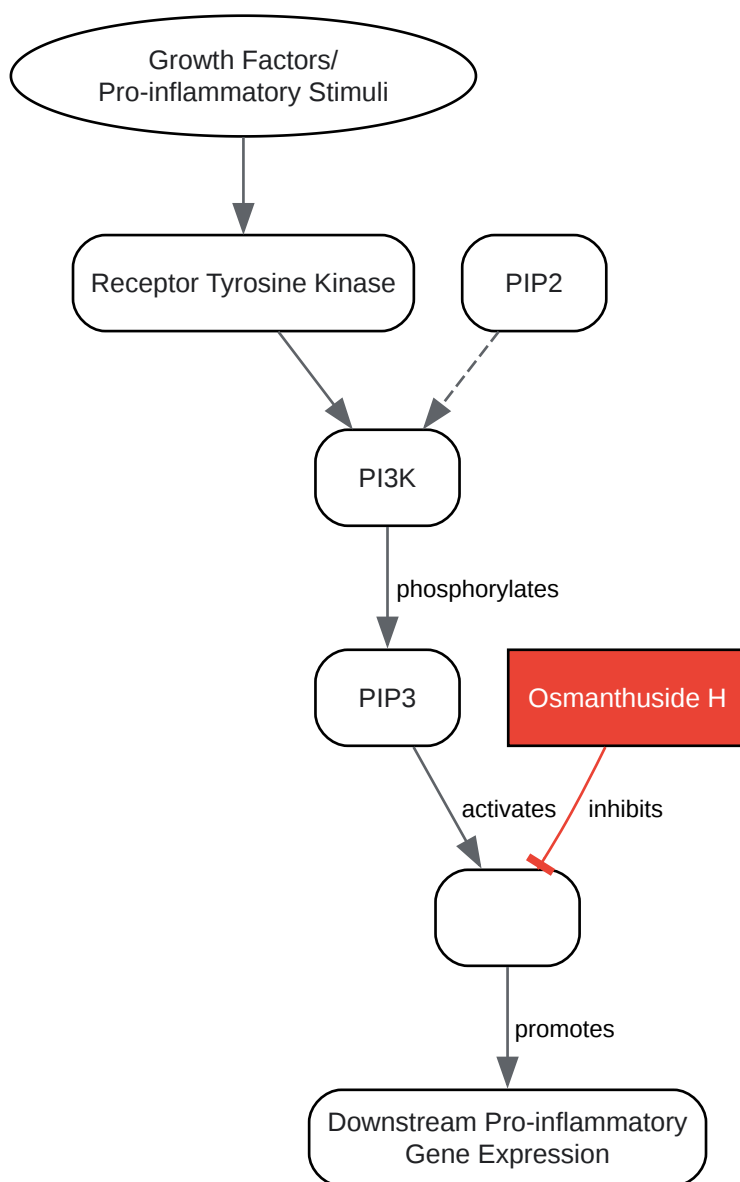 Growth Factors/
Pro-inflammatory Stimuli
Receptor Tyrosine Kinase
PIP2
PI3K
phosphorylates
PIP3
Osmanthuside H
activates
inhibits
promotes
Downstream Pro-inflammatory
Gene Expression